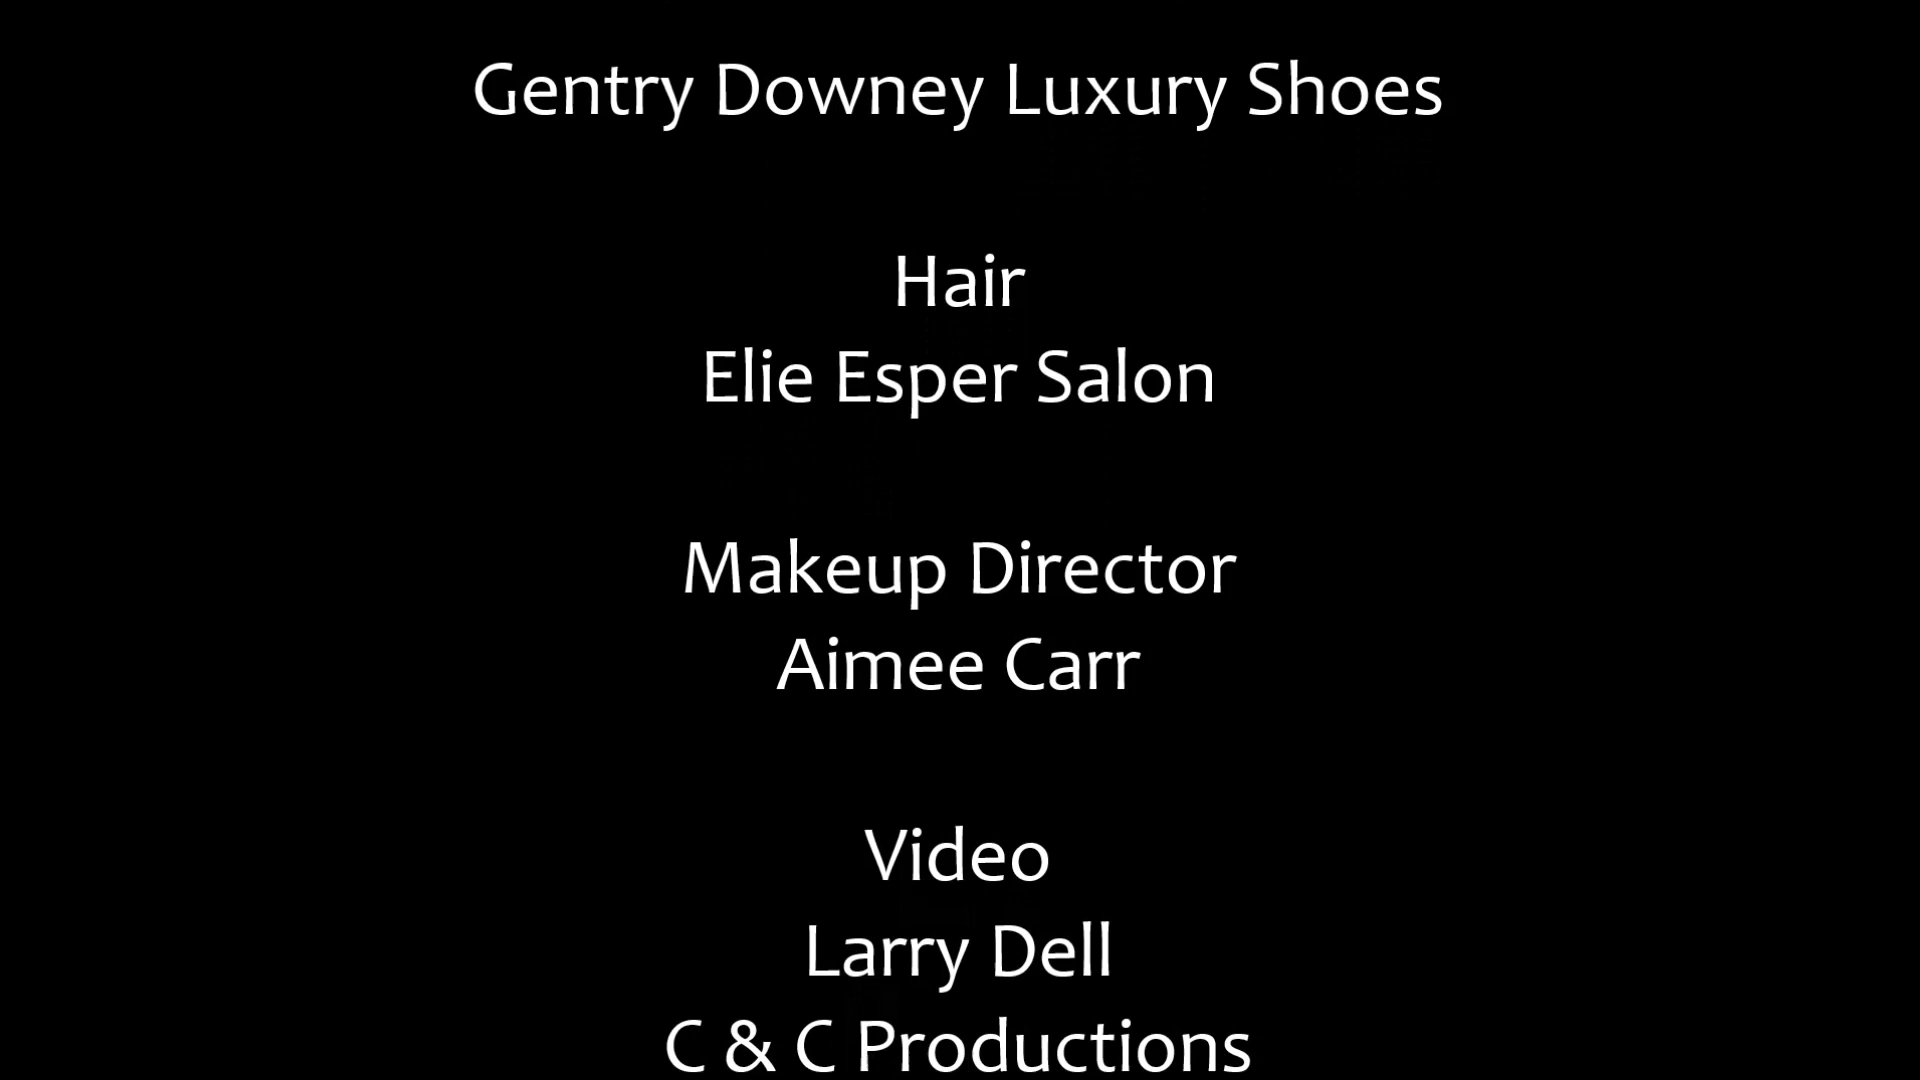 Gentry Downey Luxury Shoes
Hair
Elie Esper Salon
Makeup Director
Aimee Carr
Video
Larry Dell
C & C Productions